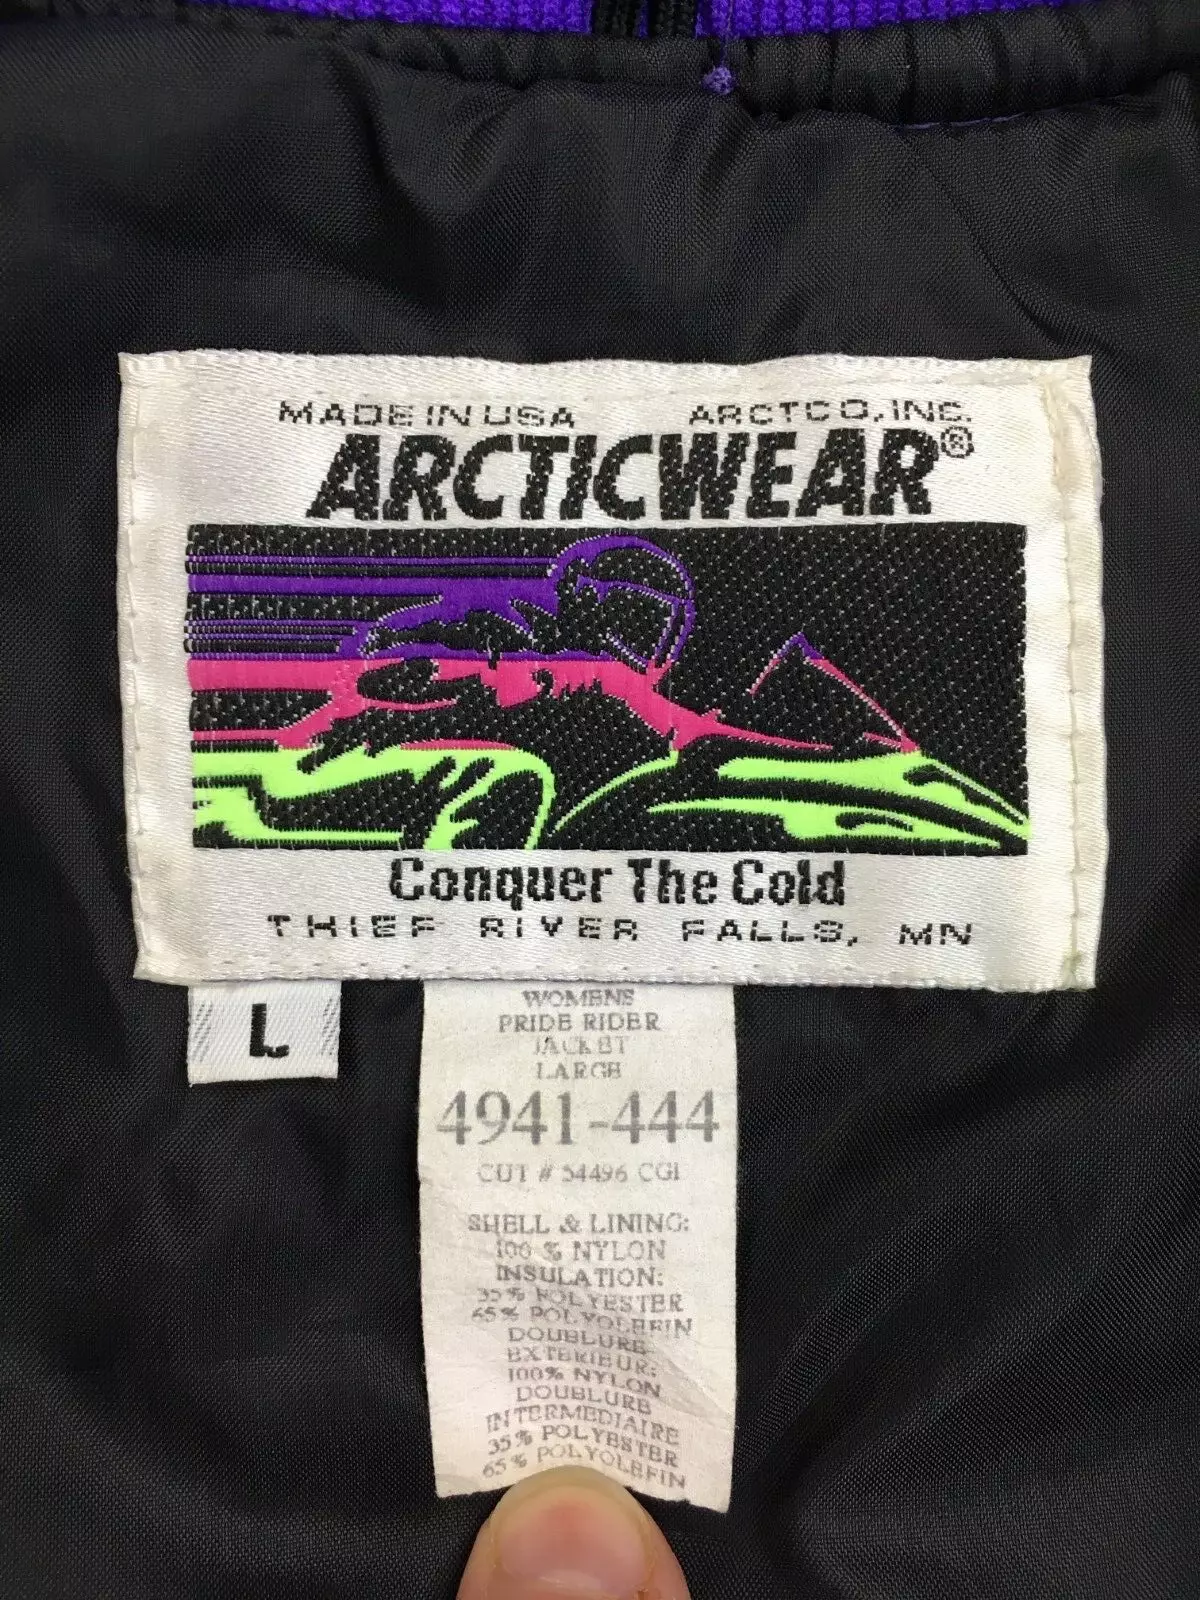 MADE IN USA ARCTCO, INC.
ARCTICWEAR®
Conquer The Cold
THIEF RIVER FALLS, MN
L
WOMENS
PRIDE RIDER
JACKET
LARGE
4941-444
CUT # 54496 CGI
SHELL & LINING:
100 % NYLON
INSULATION:
35 % POLYESTER
65 % POLYOLEFIN
DOUBLURE
EXTERIEUR:
100% NYLON
DOUBLURE
INTERMEDIAIRE
35 % POLYESTER
65 % POLYOLEFIN